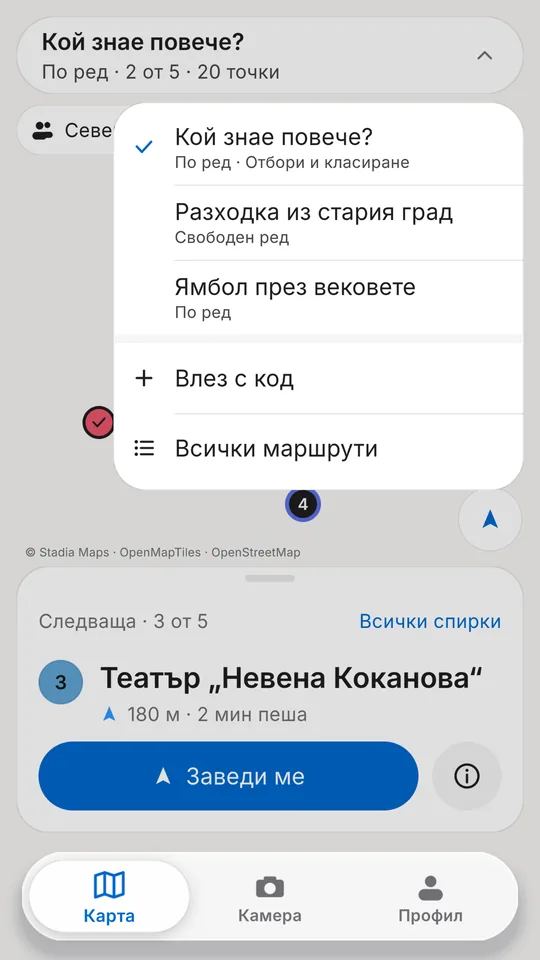 Кой знае повече?
По ред · 2 от 5 · 20 точки
Севе
Кой знае повече?
По ред · Отбори и класиране
Разходка из стария град
Свободен ред
Ямбол през вековете
По ред
Влез с код
Всички маршрути
4
© Stadia Maps · OpenMapTiles · OpenStreetMap
Следваща · 3 от 5
Всички спирки
3
Театър „Невена Коканова“
180 м · 2 мин пеша
Заведи ме
Карта
Камера
Профил